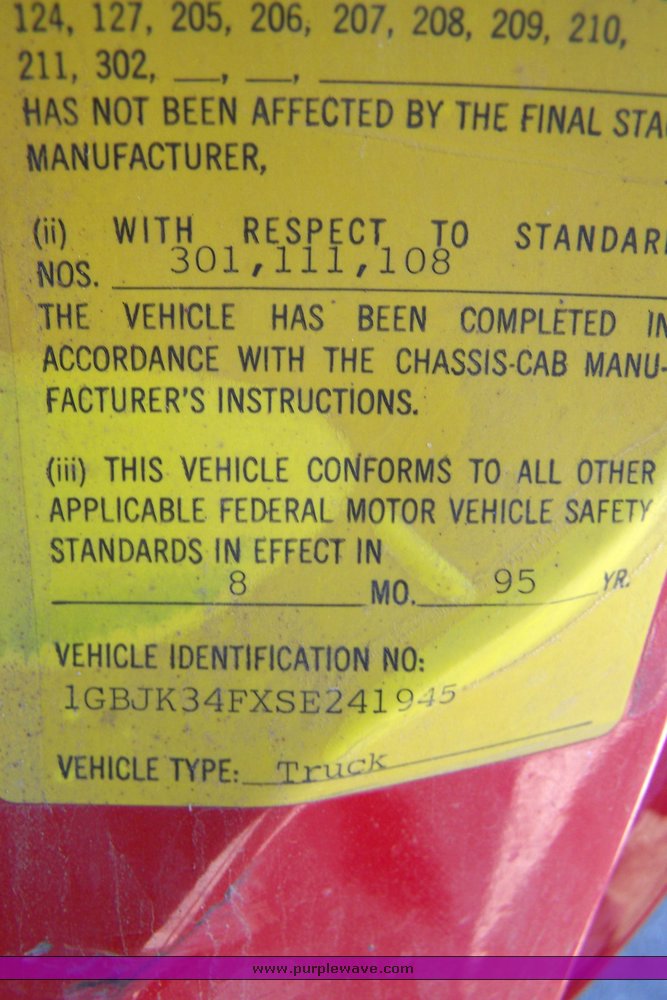 124, 127, 205, 206, 207, 208, 209, 210,
211, 302, __, __, ____
HAS NOT BEEN AFFECTED BY THE FINAL STA
MANUFACTURER,
(ii) WITH RESPECT TO STANDAR
NOS. 301,111,108
THE VEHICLE HAS BEEN COMPLETED IN
ACCORDANCE WITH THE CHASSIS-CAB MANU-
FACTURER'S INSTRUCTIONS.
(iii) THIS VEHICLE CONFORMS TO ALL OTHER
APPLICABLE FEDERAL MOTOR VEHICLE SAFETY
STANDARDS IN EFFECT IN
8 MO. 95 YR.
VEHICLE IDENTIFICATION NO:
1GBJK34FXSE241945
VEHICLE TYPE: Truck
www.purplewave.com